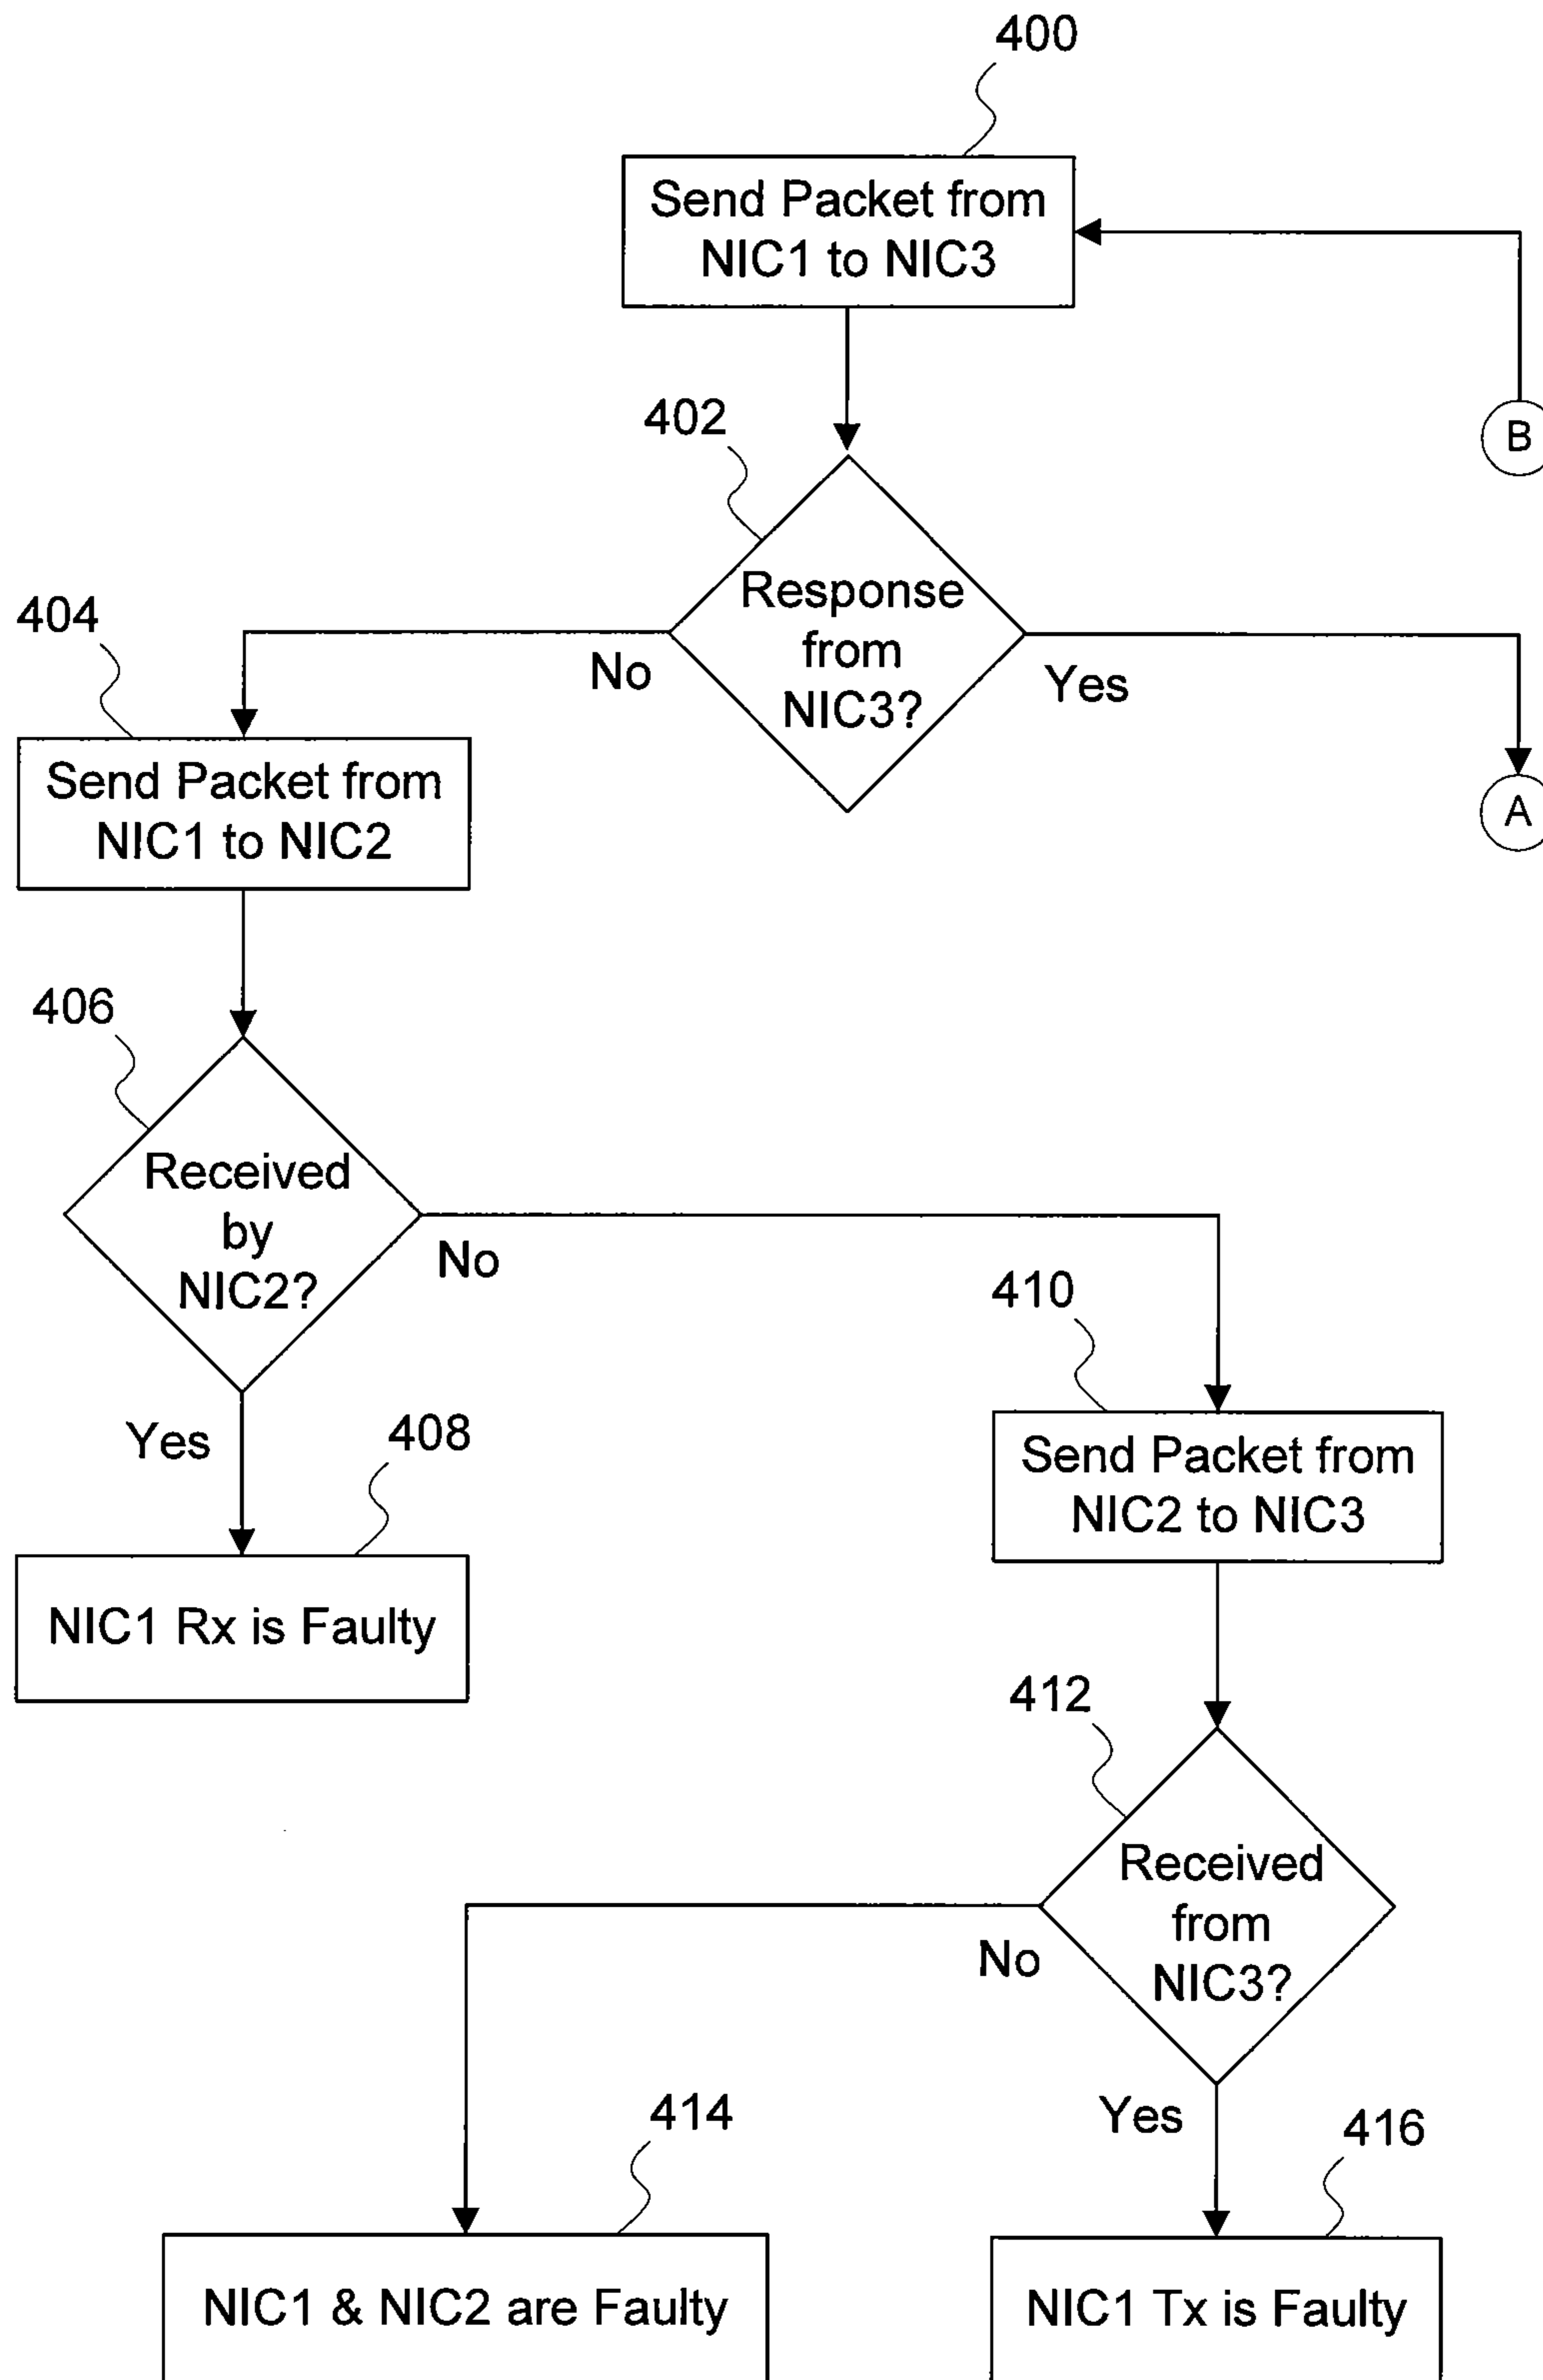 400
Send Packet from
NIC1 to NIC3
B
402
Response
from
NIC3?
No
Yes
A
404
Send Packet from
NIC1 to NIC2
406
Received
by
NIC2?
No
Yes
408
NIC1 Rx is Faulty
410
Send Packet from
NIC2 to NIC3
412
Received
from
NIC3?
No
Yes
414
NIC1 & NIC2 are Faulty
416
NIC1 Tx is Faulty